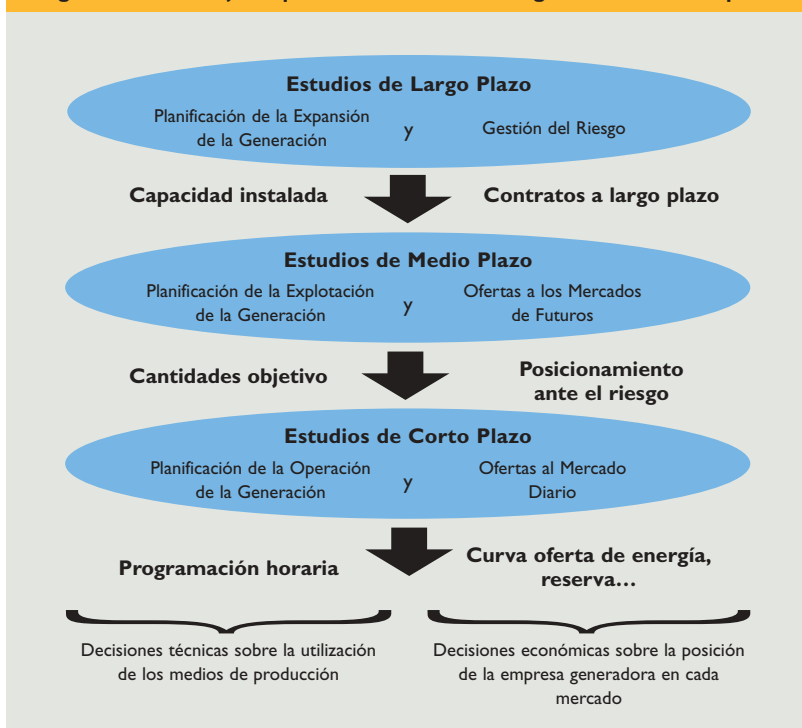 Estudios de Largo Plazo
Planificación de la Expansión
de la Generación
y
Gestión del Riesgo
Capacidad instalada
Contratos a largo plazo
Estudios de Medio Plazo
Planificación de la Explotación
de la Generación
y
Ofertas a los Mercados
de Futuros
Cantidades objetivo
Posicionamiento
ante el riesgo
Estudios de Corto Plazo
Planificación de la Operación
de la Generación
y
Ofertas al Mercado
Diario
Programación horaria
Curva oferta de energía,
reserva…
Decisiones técnicas sobre la utilización
de los medios de producción
Decisiones económicas sobre la posición
de la empresa generadora en cada
mercado